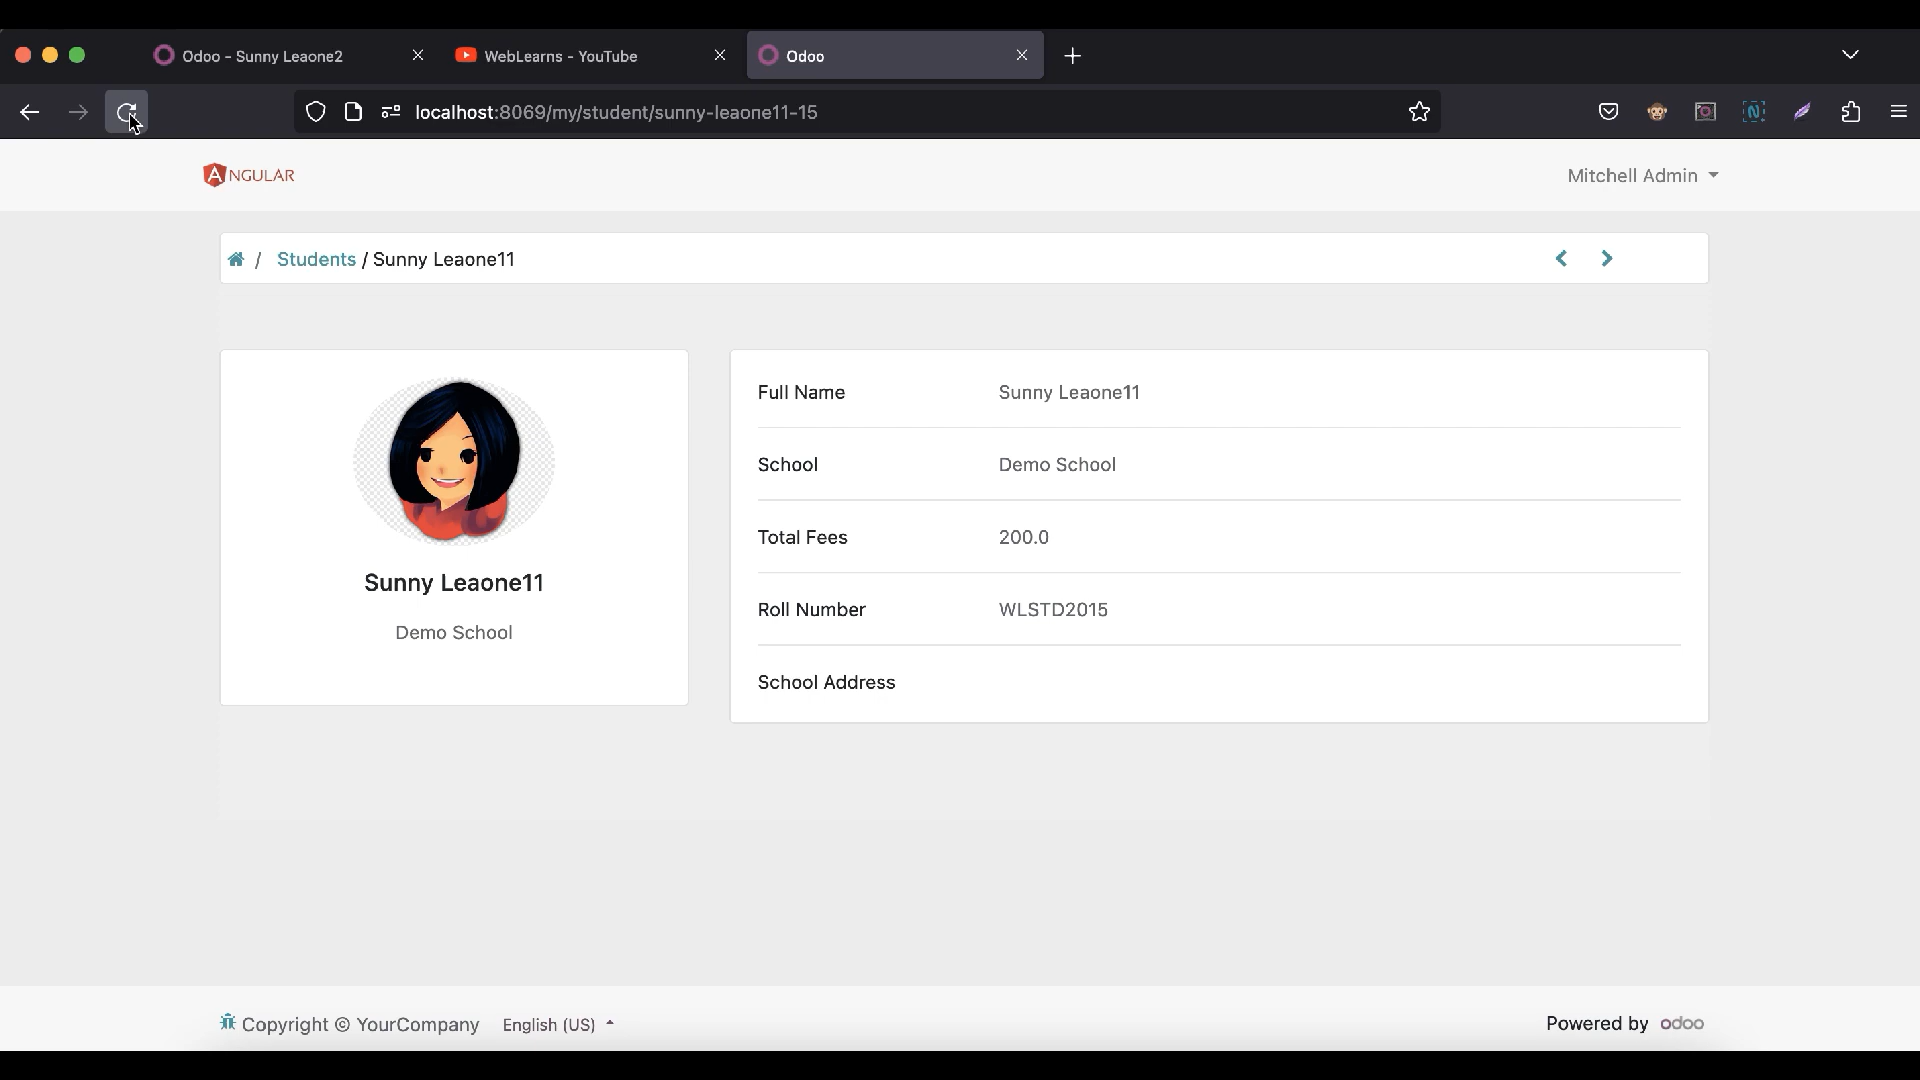 Odoo - Sunny Leaone2
WebLearns - YouTube
Odoo
localhost:8069/my/student/sunny-leaone11-15
ANGULAR
Mitchell Admin
/ Students / Sunny Leaone11
Sunny Leaone11
Demo School
Full Name Sunny Leaone11
School Demo School
Total Fees 200.0
Roll Number WLSTD2015
School Address
Copyright © YourCompany English (US)
Powered by odoo